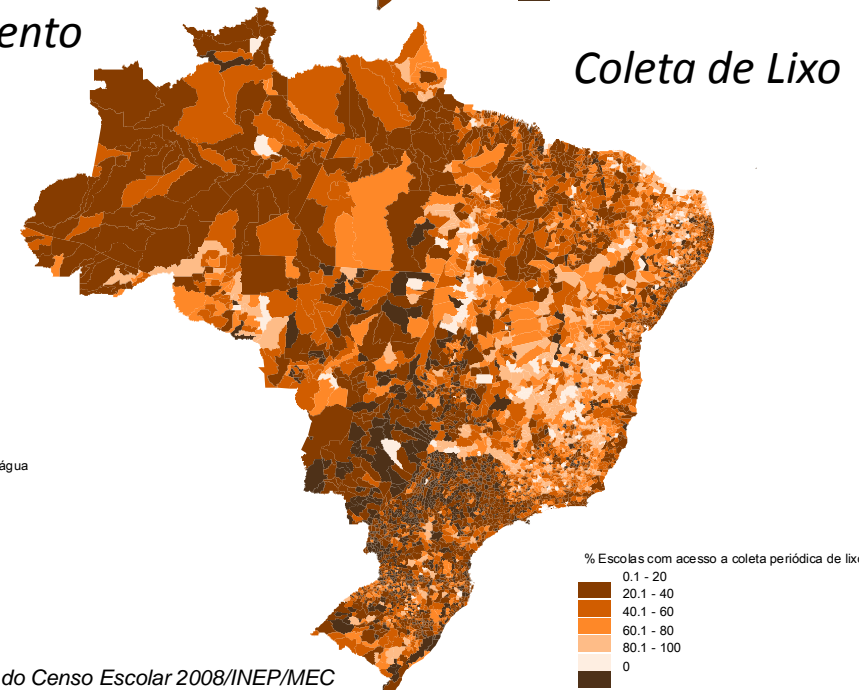 ento
Coleta de Lixo
água
% Escolas com acesso a coleta periódica de lixo
0.1 - 20
20.1 - 40
40.1 - 60
60.1 - 80
80.1 - 100
0
do Censo Escolar 2008/INEP/MEC